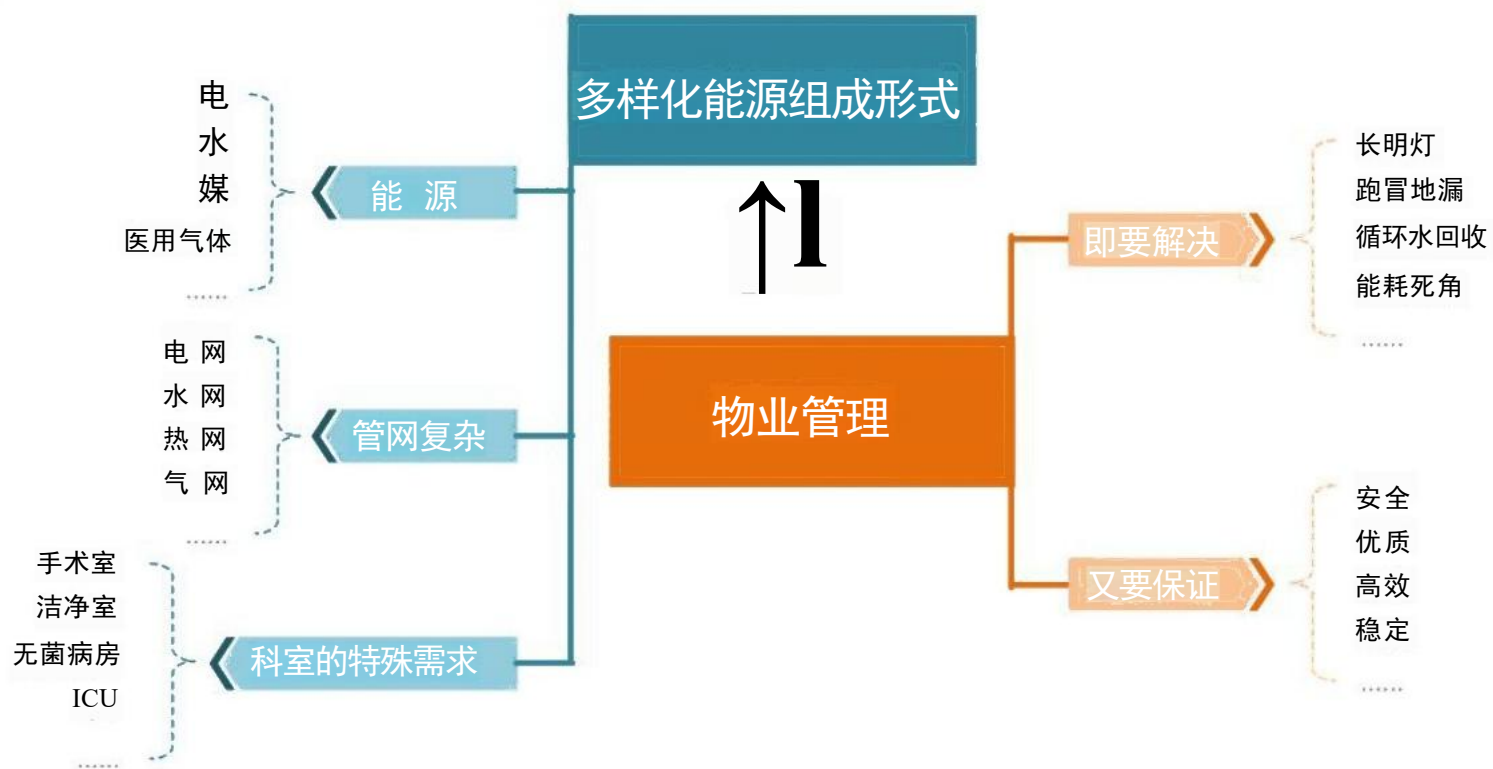 多样化能源组成形式
能 源
电
水
媒
医用气体
......
管网复杂
电 网
水 网
热 网
气 网
......
科室的特殊需求
手术室
洁净室
无菌病房
ICU
......
↑l
物业管理
即要解决
长明灯
跑冒地漏
循环水回收
能耗死角
......
又要保证
安全
优质
高效
稳定
......